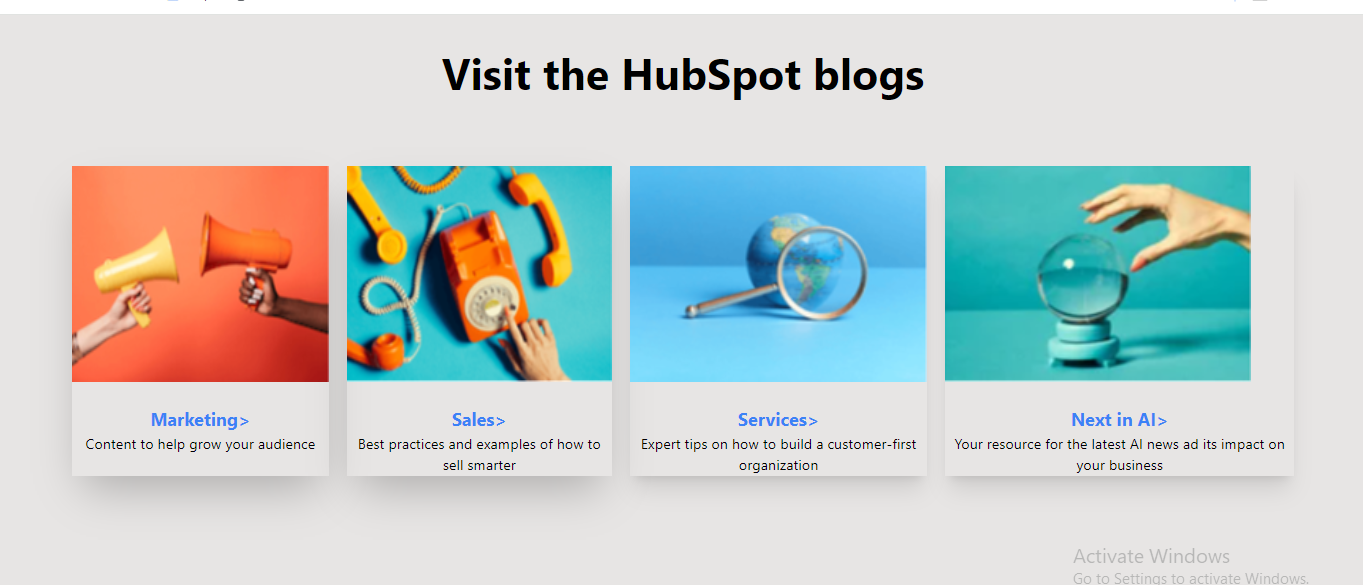 Visit the HubSpot blogs
Marketing>
Content to help grow your audience
Sales>
Best practices and examples of how to
sell smarter
Services>
Expert tips on how to build a customer-first
organization
Next in AI>
Your resource for the latest AI news ad its impact on
your business
Activate Windows
Go to Settings to activate Windows.